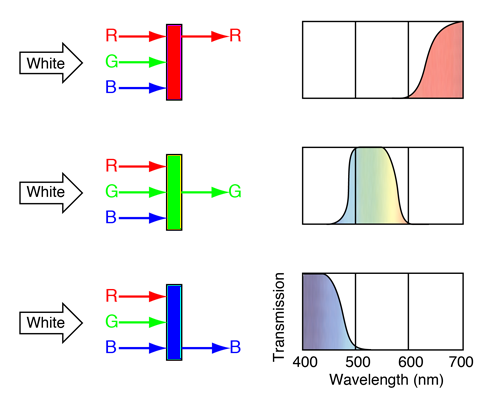 R R
White G
B
R
White G G
B
R
White G
B B
Transmission
400 500 600 700
Wavelength (nm)